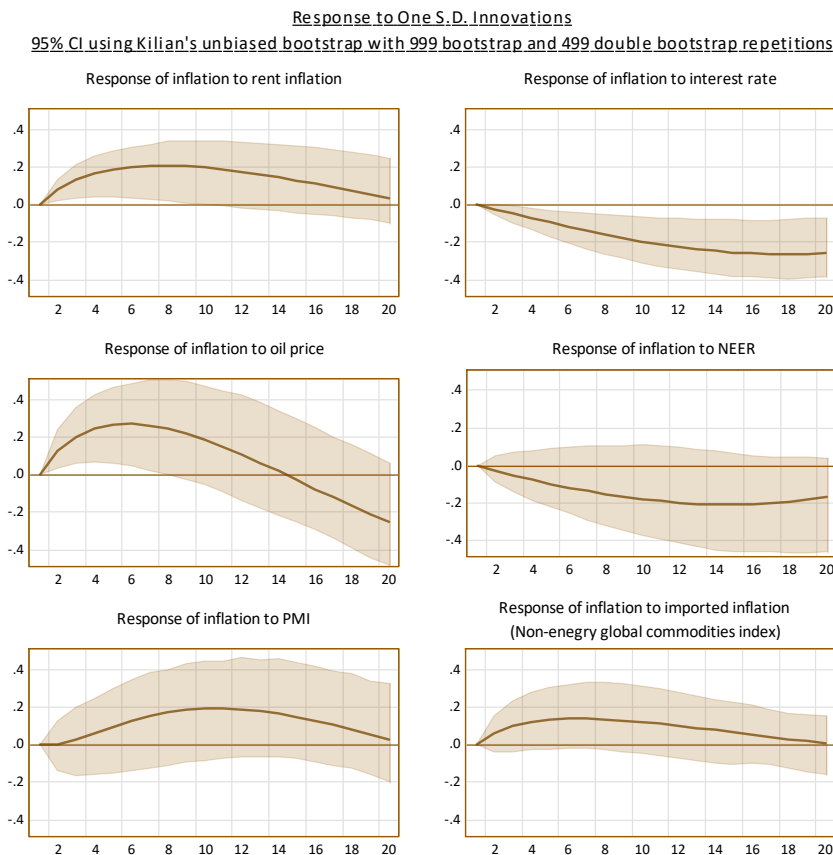 Response to One S.D. Innovations
95% CI using Kilian's unbiased bootstrap with 999 bootstrap and 499 double bootstrap repetitions
Response of inflation to rent inflation
.4
.2
.0
-.2
-.4
2 4 6 8 10 12 14 16 18 20
Response of inflation to interest rate
.4
.2
.0
-.2
-.4
2 4 6 8 10 12 14 16 18 20
Response of inflation to oil price
.4
.2
.0
-.2
-.4
2 4 6 8 10 12 14 16 18 20
Response of inflation to NEER
.4
.2
.0
-.2
-.4
2 4 6 8 10 12 14 16 18 20
Response of inflation to PMI
.4
.2
.0
-.2
-.4
2 4 6 8 10 12 14 16 18 20
Response of inflation to imported inflation
(Non-enegry global commodities index)
.4
.2
.0
-.2
-.4
2 4 6 8 10 12 14 16 18 20